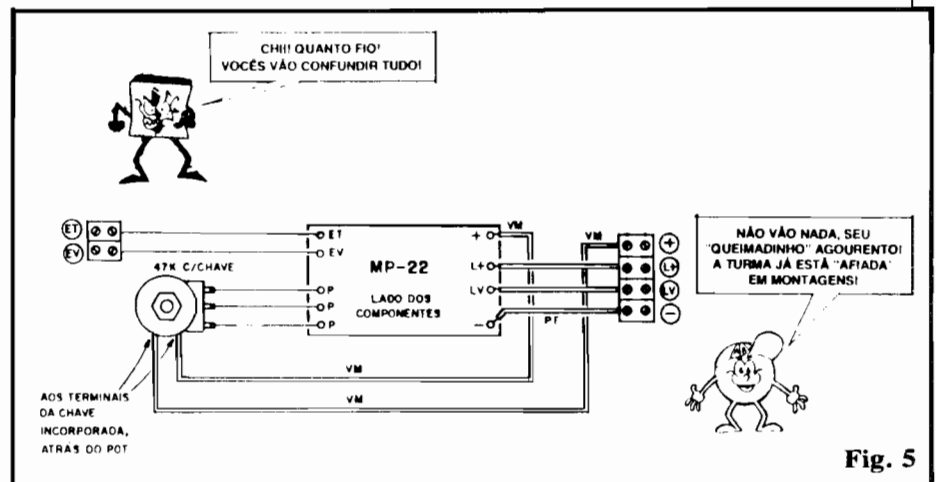 CHI!! QUANTO FIO!
VOCÊS VÃO CONFUNDIR TUDO!
ET
EV
47K C/CHAVE
ET
EV
P
P
P
MP-22
LADO DOS
COMPONENTES
+
L+
LV
−
VM
VM
PT
+
L+
LV
−
VM
VM
AOS TERMINAIS
DA CHAVE
INCORPORADA,
ATRÁS DO POT
NÃO VÃO NADA, SEU
"QUEIMADINHO" AGOURENTO!
A TURMA JÁ ESTÁ "AFIADA"
EM MONTAGENS!
Fig. 5